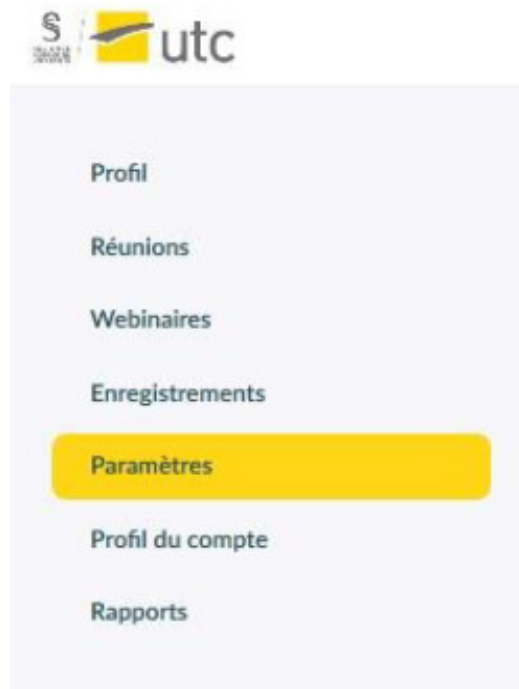 utc
Profil
Réunions
Webinaires
Enregistrements
Paramètres
Profil du compte
Rapports